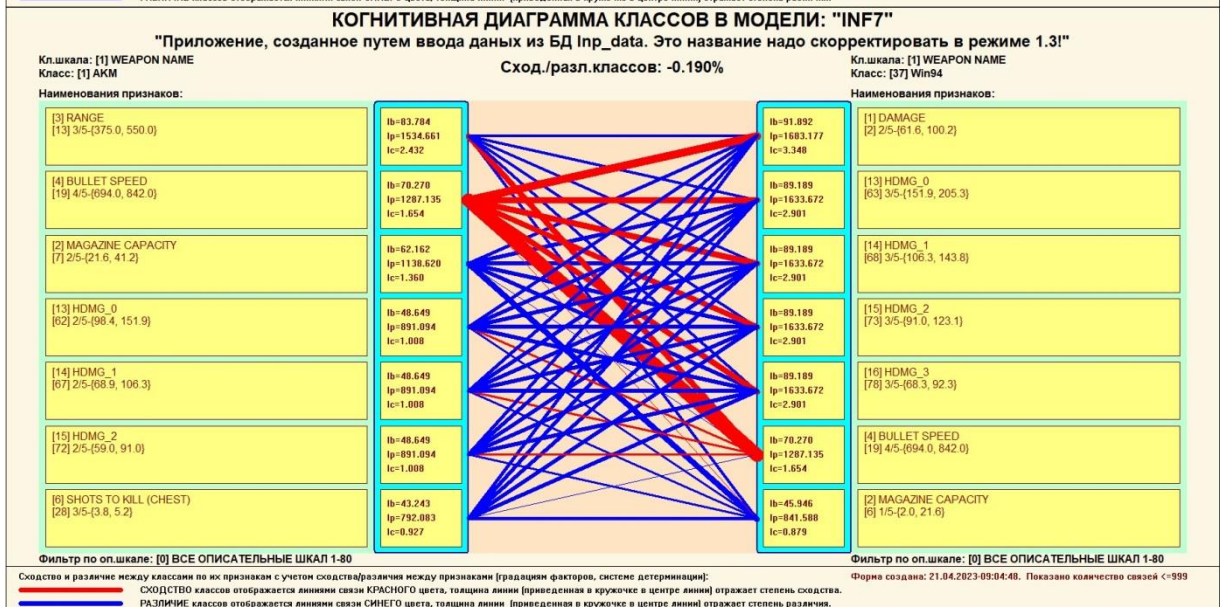 РАЗЛИЧИЕ классов отображается линиями связи СИНЕГО цвета, толщина линии (приведенная в кружочке в центре линии) отражает степень различия.
КОГНИТИВНАЯ ДИАГРАММА КЛАССОВ В МОДЕЛИ: "INF7"
"Приложение, созданное путем ввода даных из БД Inp_data. Это название надо скорректировать в режиме 1.3!"
Кл.шкала: [1] WEAPON NAME
Класс: [1] AKM
Сход./разл.классов: -0.190%
Кл.шкала: [1] WEAPON NAME
Класс: [37] Win94
Наименования признаков:
Наименования признаков:
[3] RANGE
[13] 3/5-{375.0, 550.0}
Ib=83.784
Ip=1534.661
Ic=2.432
Ib=91.892
Ip=1683.177
Ic=3.348
[1] DAMAGE
[2] 2/5-{61.6, 100.2}
[4] BULLET SPEED
[19] 4/5-{694.0, 842.0}
Ib=70.270
Ip=1287.135
Ic=1.654
Ib=89.189
Ip=1633.672
Ic=2.901
[13] HDMG_0
[63] 3/5-{151.9, 205.3}
[2] MAGAZINE CAPACITY
[7] 2/5-{21.6, 41.2}
Ib=62.162
Ip=1138.620
Ic=1.360
Ib=89.189
Ip=1633.672
Ic=2.901
[14] HDMG_1
[68] 3/5-{106.3, 143.8}
[13] HDMG_0
[62] 2/5-{98.4, 151.9}
Ib=48.649
Ip=891.094
Ic=1.008
Ib=89.189
Ip=1633.672
Ic=2.901
[15] HDMG_2
[73] 3/5-{91.0, 123.1}
[14] HDMG_1
[67] 2/5-{68.9, 106.3}
Ib=48.649
Ip=891.094
Ic=1.008
Ib=89.189
Ip=1633.672
Ic=2.901
[16] HDMG_3
[78] 3/5-{68.3, 92.3}
[15] HDMG_2
[72] 2/5-{59.0, 91.0}
Ib=48.649
Ip=891.094
Ic=1.008
Ib=70.270
Ip=1287.135
Ic=1.654
[4] BULLET SPEED
[19] 4/5-{694.0, 842.0}
[6] SHOTS TO KILL (CHEST)
[28] 3/5-{3.8, 5.2}
Ib=43.243
Ip=792.083
Ic=0.927
Ib=45.946
Ip=841.588
Ic=0.879
[2] MAGAZINE CAPACITY
[6] 1/5-{2.0, 21.6}
Фильтр по оп.шкале: [0] ВСЕ ОПИСАТЕЛЬНЫЕ ШКАЛ 1-80
Фильтр по оп.шкале: [0] ВСЕ ОПИСАТЕЛЬНЫЕ ШКАЛ 1-80
Сходство и различие между классами по их признакам с учетом сходства/различия между признаками (градациям факторов, системе детерминации):
Форма создана: 21.04.2023-09:04:48. Показано количество связей <=999
СХОДСТВО классов отображается линиями связи КРАСНОГО цвета, толщина линии (приведенная в кружочке в центре линии) отражает степень сходства.
РАЗЛИЧИЕ классов отображается линиями связи СИНЕГО цвета, толщина линии (приведенная в кружочке в центре линии) отражает степень различия.